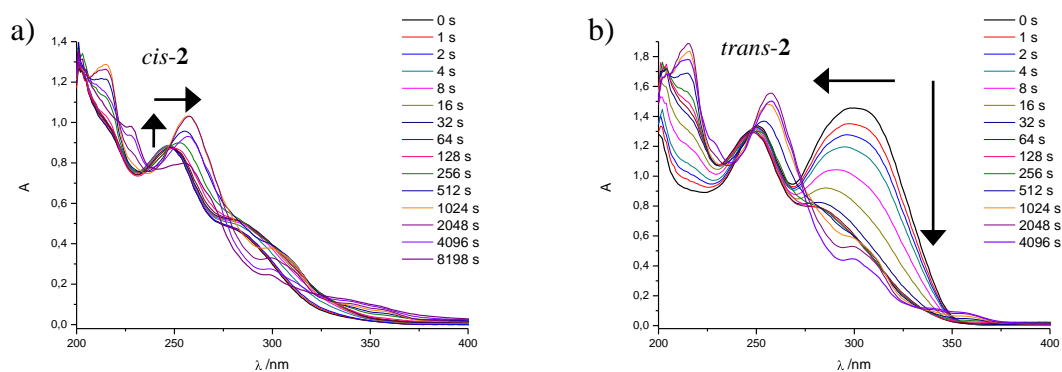 a)
cis-2
A
1,4
1,2
1,0
0,8
0,6
0,4
0,2
0,0
200
250
300
350
400
λ /nm
0 s
1 s
2 s
4 s
8 s
16 s
32 s
64 s
128 s
256 s
512 s
1024 s
2048 s
4096 s
8198 s
b)
trans-2
A
1,8
1,6
1,4
1,2
1,0
0,8
0,6
0,4
0,2
0,0
200
250
300
350
400
λ /nm
0 s
1 s
2 s
4 s
8 s
16 s
32 s
64 s
128 s
256 s
512 s
1024 s
2048 s
4096 s